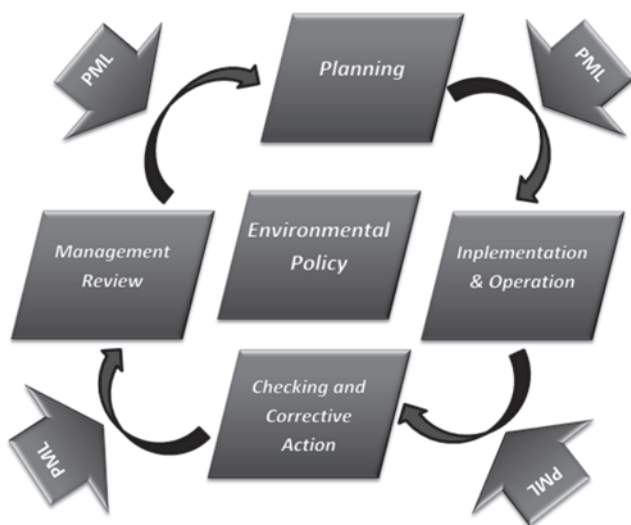 PML
Planning
PML
Management
Review
Environmental
Policy
Inplementation
& Operation
Checking and
Corrective
Action
PML
PML